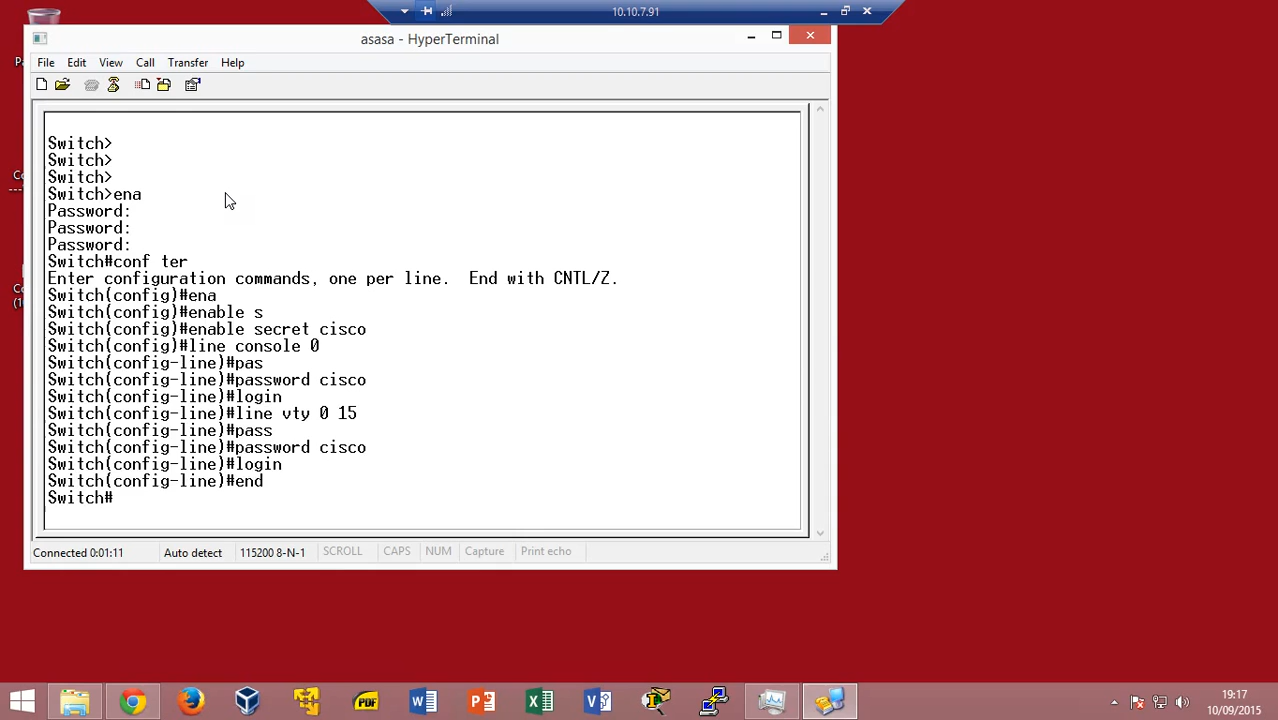 10.10.7.91
asasa - HyperTerminal
File Edit View Call Transfer Help
Switch>
Switch>
Switch>
Switch>ena
Password:
Password:
Password:
Switch#conf ter
Enter configuration commands, one per line.  End with CNTL/Z.
Switch(config)#ena
Switch(config)#enable s
Switch(config)#enable secret cisco
Switch(config)#line console 0
Switch(config-line)#pas
Switch(config-line)#password cisco
Switch(config-line)#login
Switch(config-line)#line vty 0 15
Switch(config-line)#pass
Switch(config-line)#password cisco
Switch(config-line)#login
Switch(config-line)#end
Switch#
Connected 0:01:11 Auto detect 115200 8-N-1 SCROLL CAPS NUM Capture Print echo
PDF
19:17
10/09/2015